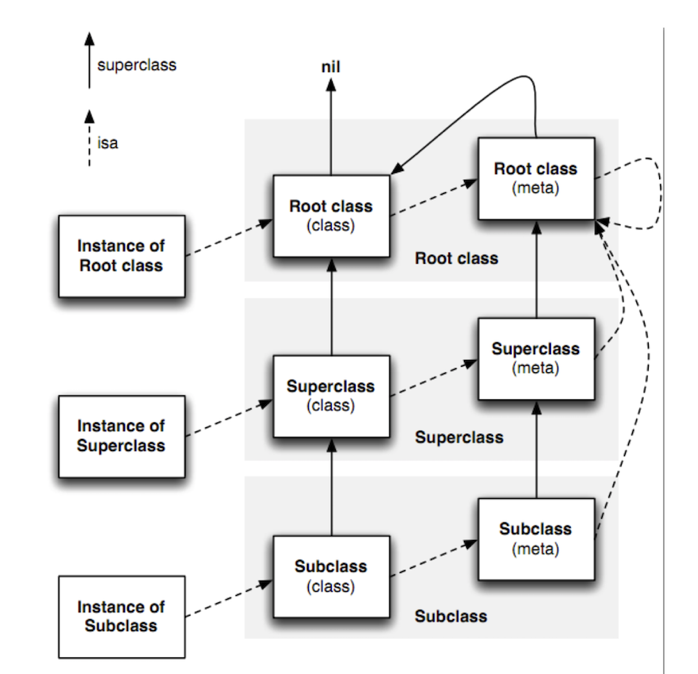 superclass
isa
nil
Root class
(meta)
Root class
(class)
Instance of
Root class
Root class
Superclass
(meta)
Superclass
(class)
Instance of
Superclass
Superclass
Subclass
(meta)
Subclass
(class)
Instance of
Subclass
Subclass